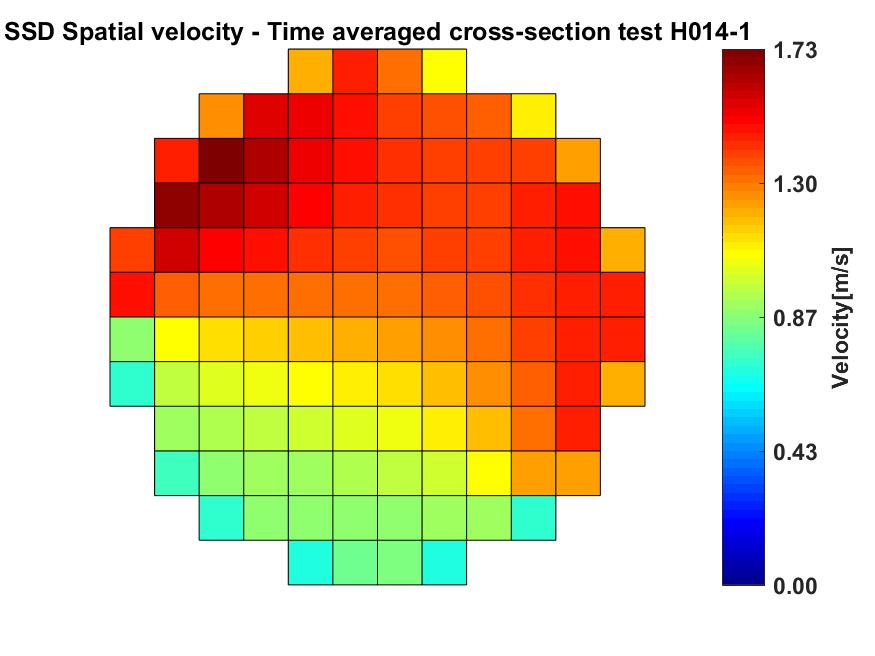 SSD Spatial velocity - Time averaged cross-section test H014-1
1.73
1.30
0.87
0.43
0.00
Velocity[m/s]